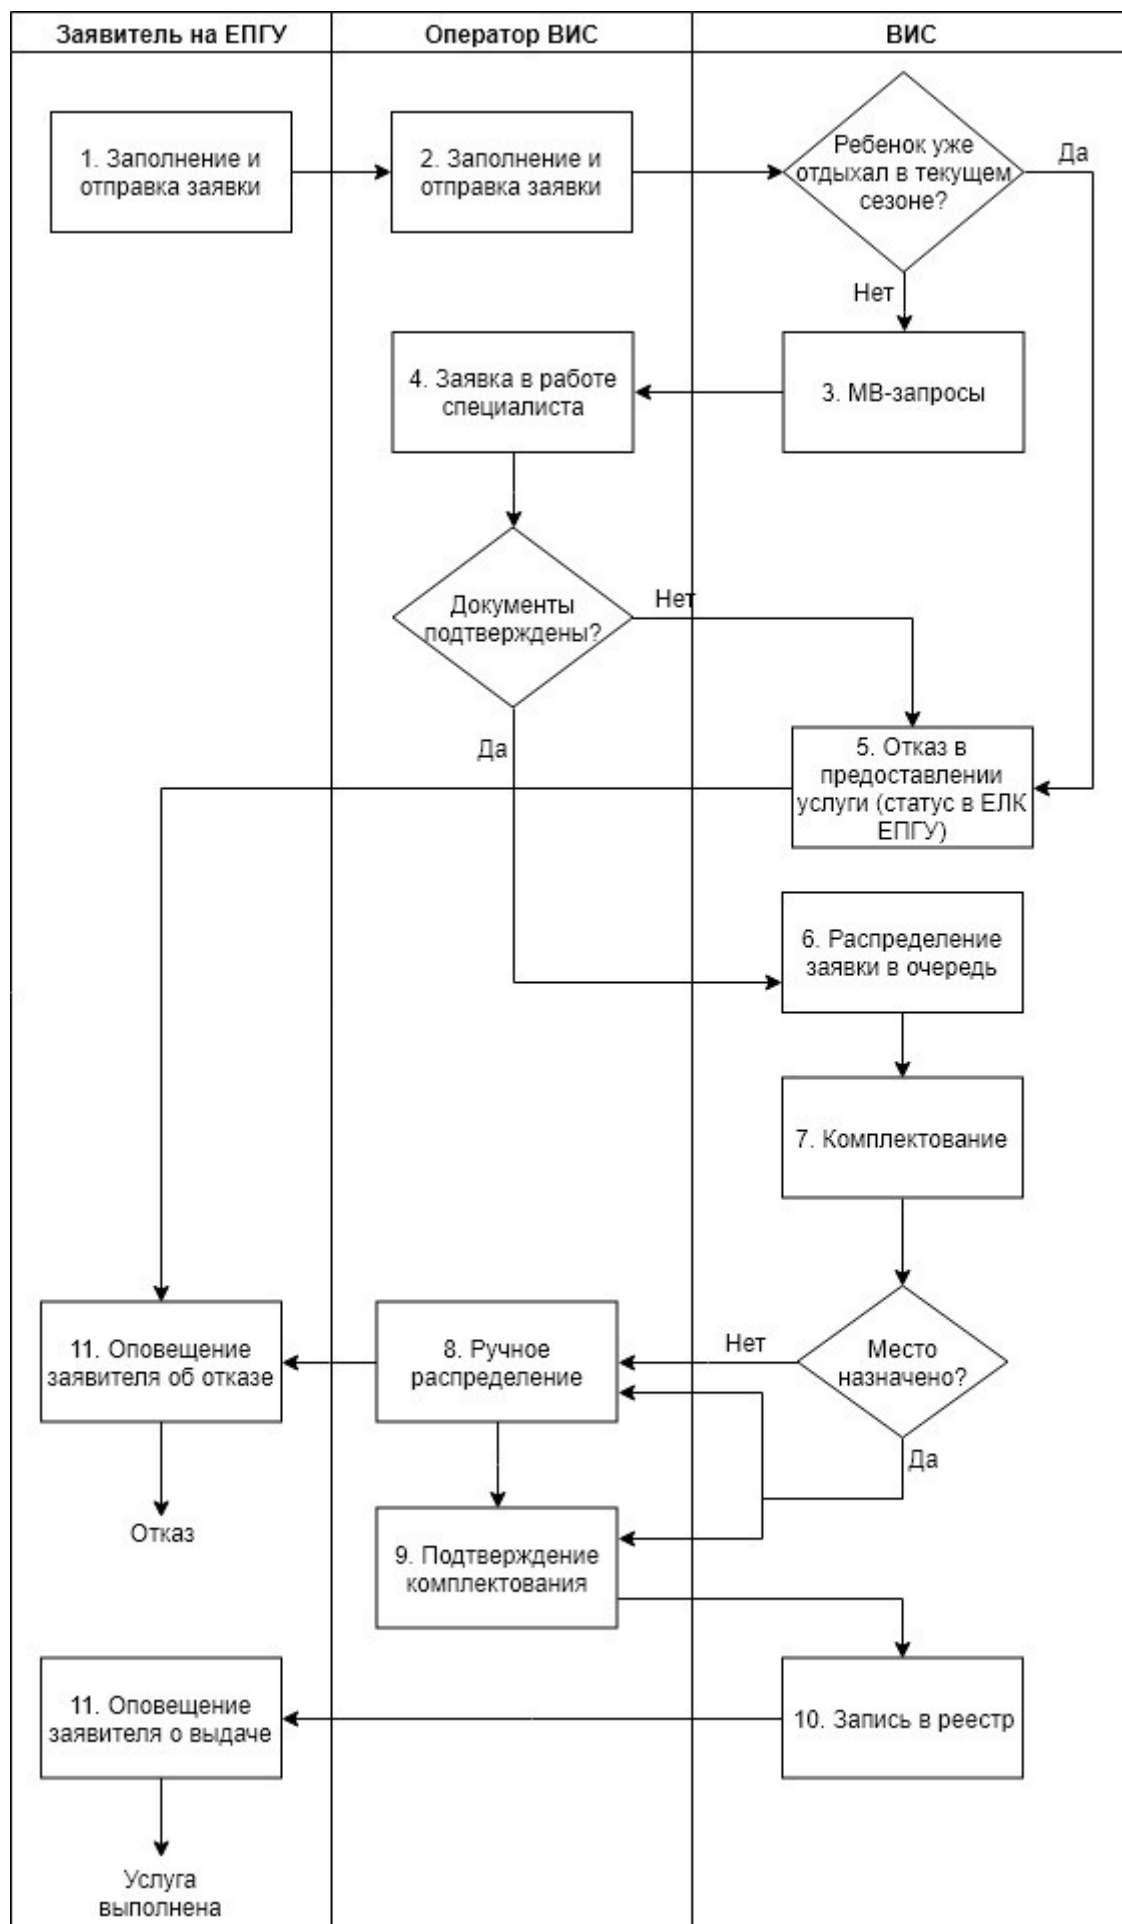 Заявитель на ЕПГУ
Оператор ВИС
ВИС
1. Заполнение и
отправка заявки
2. Заполнение и
отправка заявки
Ребенок уже
отдыхал в текущем
сезоне?
Да
Нет
4. Заявка в работе
специалиста
3. МВ-запросы
Документы
подтверждены?
Нет
Да
5. Отказ в
предоставлении
услуги (статус в ЕЛК
ЕПГУ)
6. Распределение
заявки в очередь
7. Комплектование
11. Оповещение
заявителя об отказе
8. Ручное
распределение
Нет
Место
назначено?
Да
Отказ
9. Подтверждение
комплектования
11. Оповещение
заявителя о выдаче
10. Запись в реестр
Услуга
выполнена